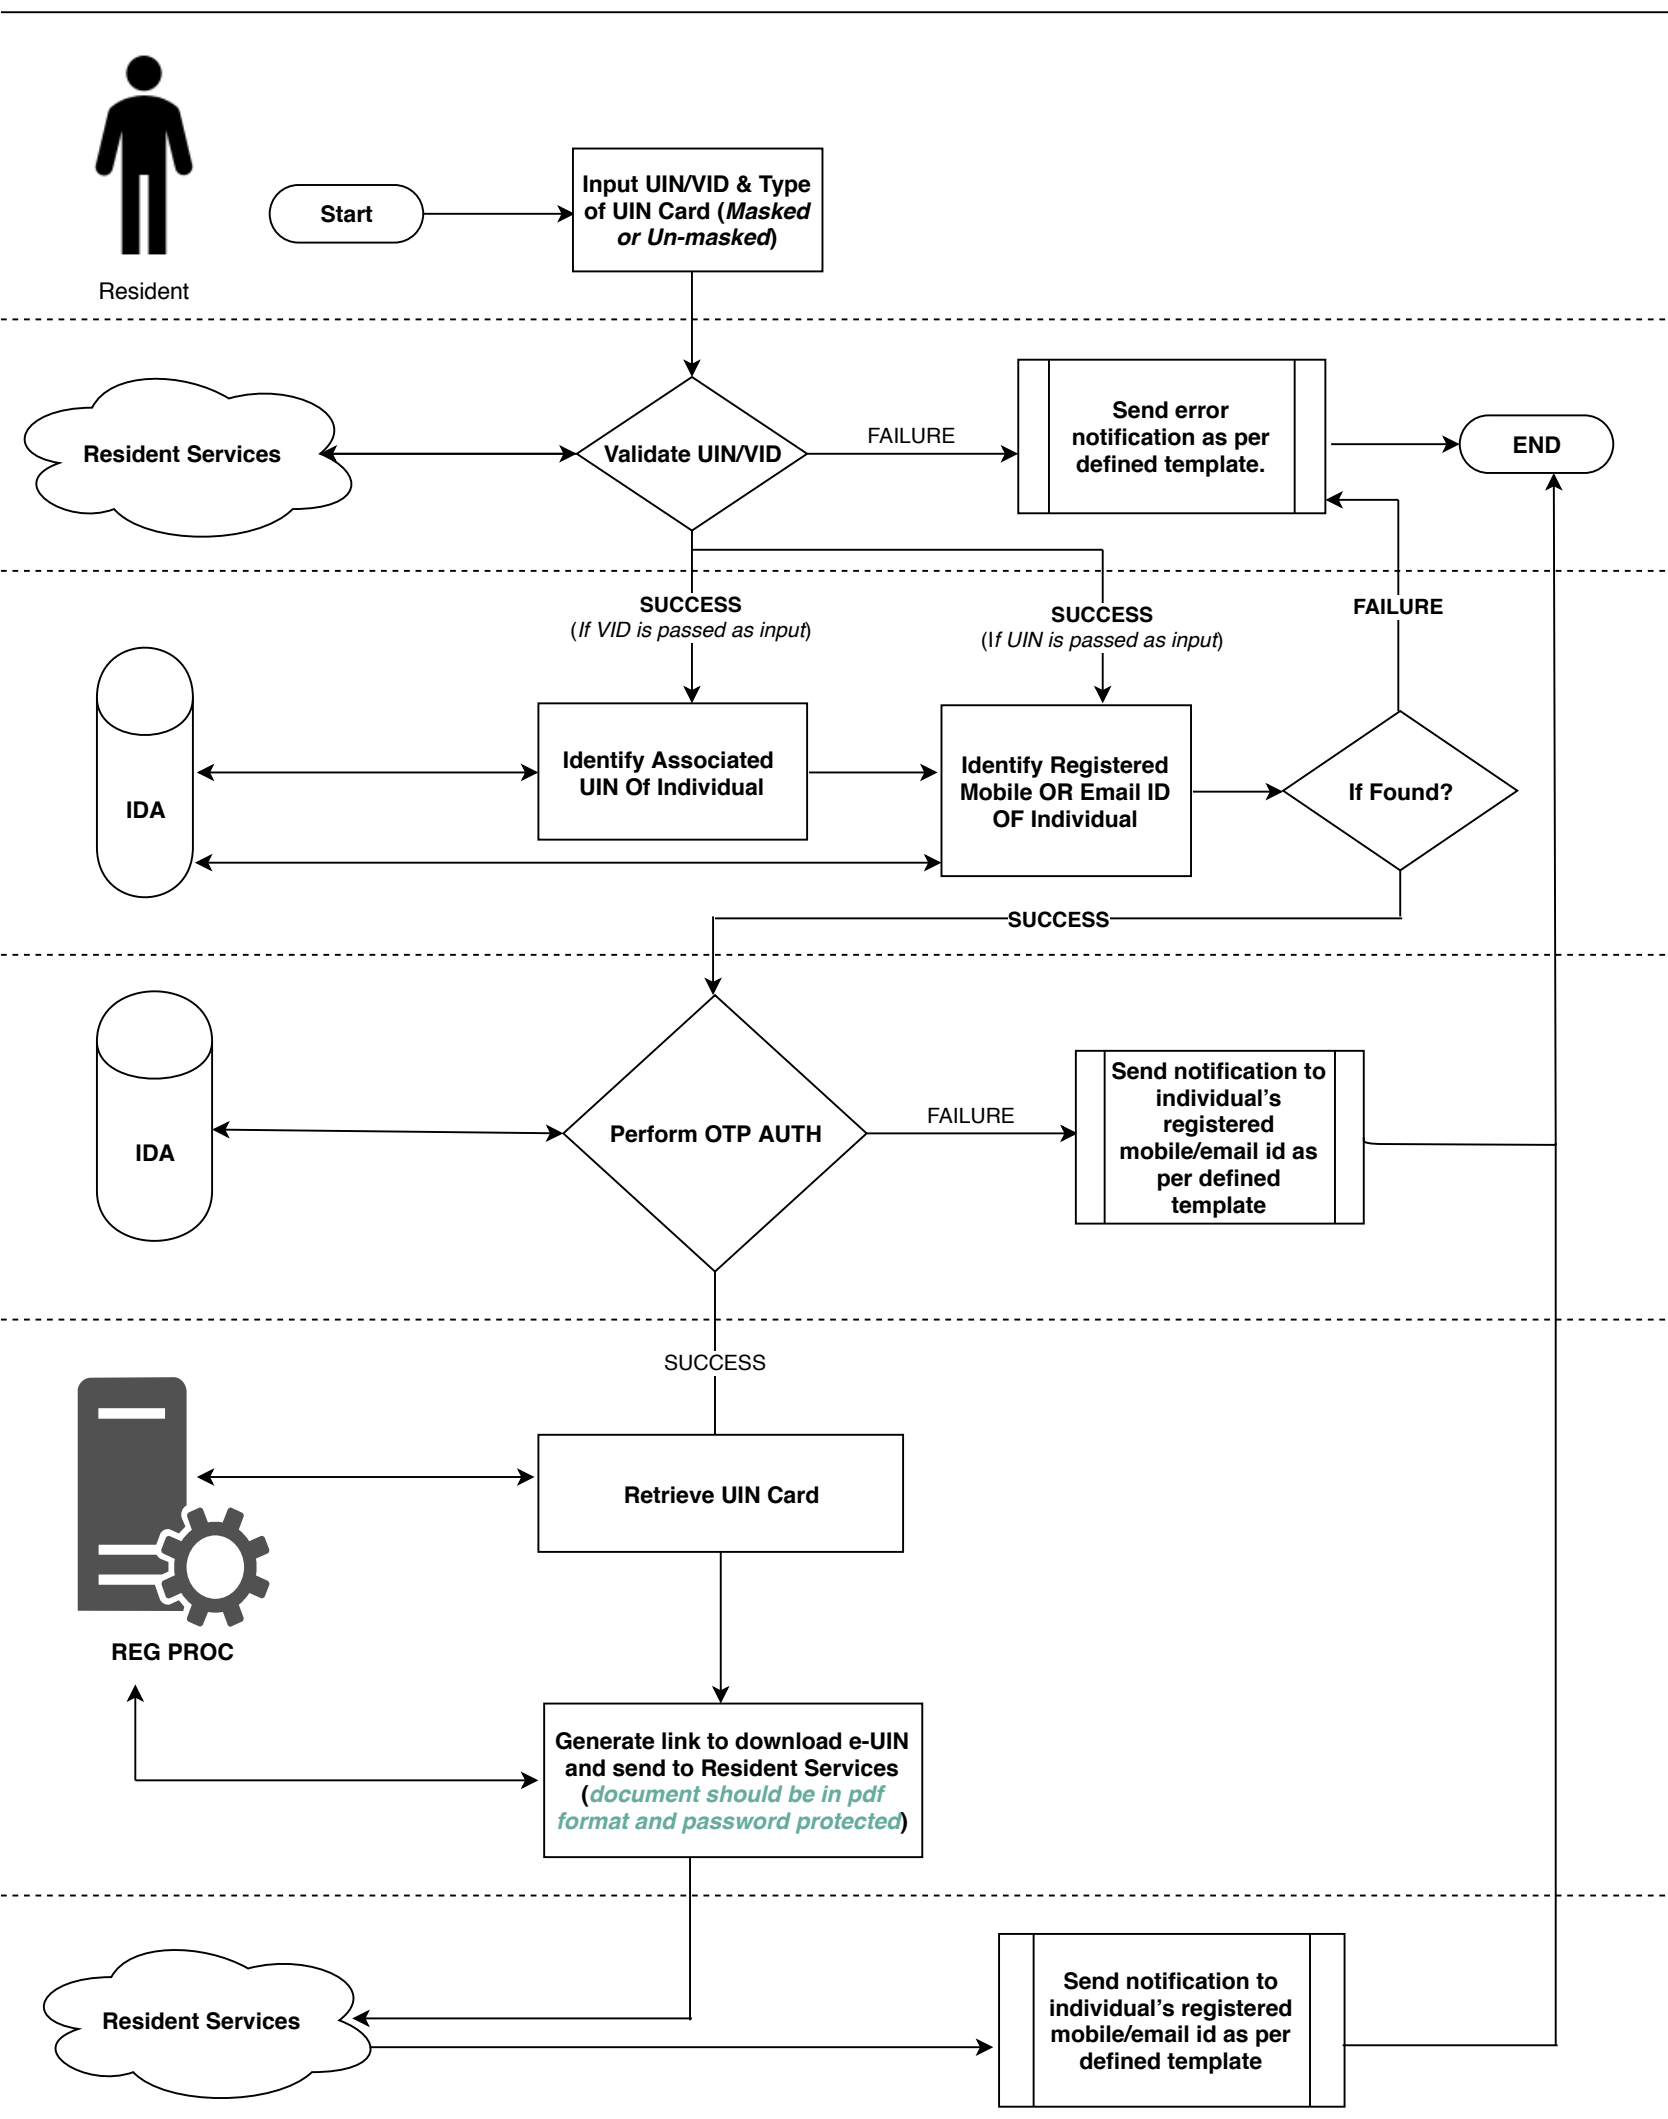 Resident
Start
Input UIN/VID & Type
of UIN Card (Masked
or Un-masked)
Resident Services
Validate UIN/VID
FAILURE
Send error
notification as per
defined template.
END
SUCCESS
(If VID is passed as input)
SUCCESS
(If UIN is passed as input)
FAILURE
IDA
Identify Associated
UIN Of Individual
Identify Registered
Mobile OR Email ID
OF Individual
If Found?
SUCCESS
IDA
Perform OTP AUTH
FAILURE
Send notification to
individual's
registered
mobile/email id as
per defined
template
SUCCESS
REG PROC
Retrieve UIN Card
Generate link to download e-UIN
and send to Resident Services
(document should be in pdf
format and password protected)
Resident Services
Send notification to
individual's registered
mobile/email id as per
defined template